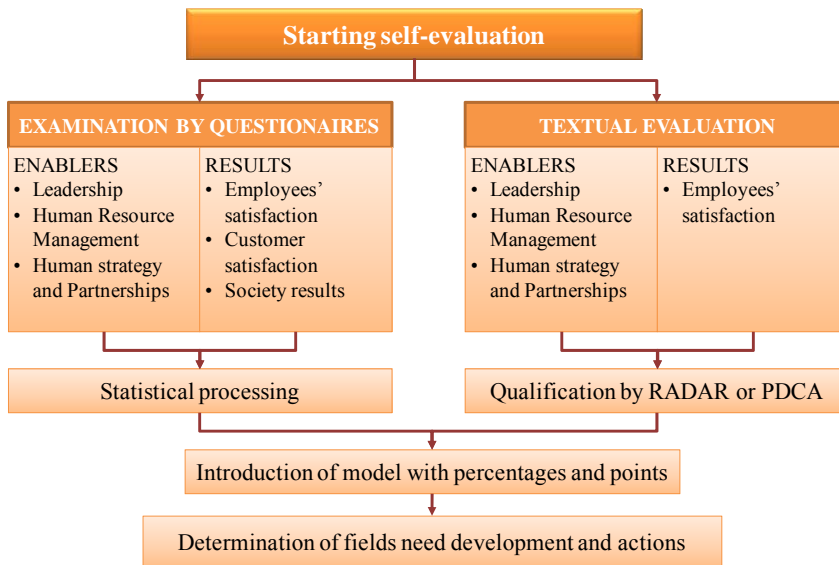 Starting self-evaluation
EXAMINATION BY QUESTIONAIRES
ENABLERS
• Leadership
• Human Resource
Management
• Human strategy
and Partnerships
RESULTS
• Employees’
satisfaction
• Customer
satisfaction
• Society results
TEXTUAL EVALUATION
ENABLERS
• Leadership
• Human Resource
Management
• Human strategy
and Partnerships
RESULTS
• Employees’
satisfaction
Statistical processing
Qualification by RADAR or PDCA
Introduction of model with percentages and points
Determination of fields need development and actions